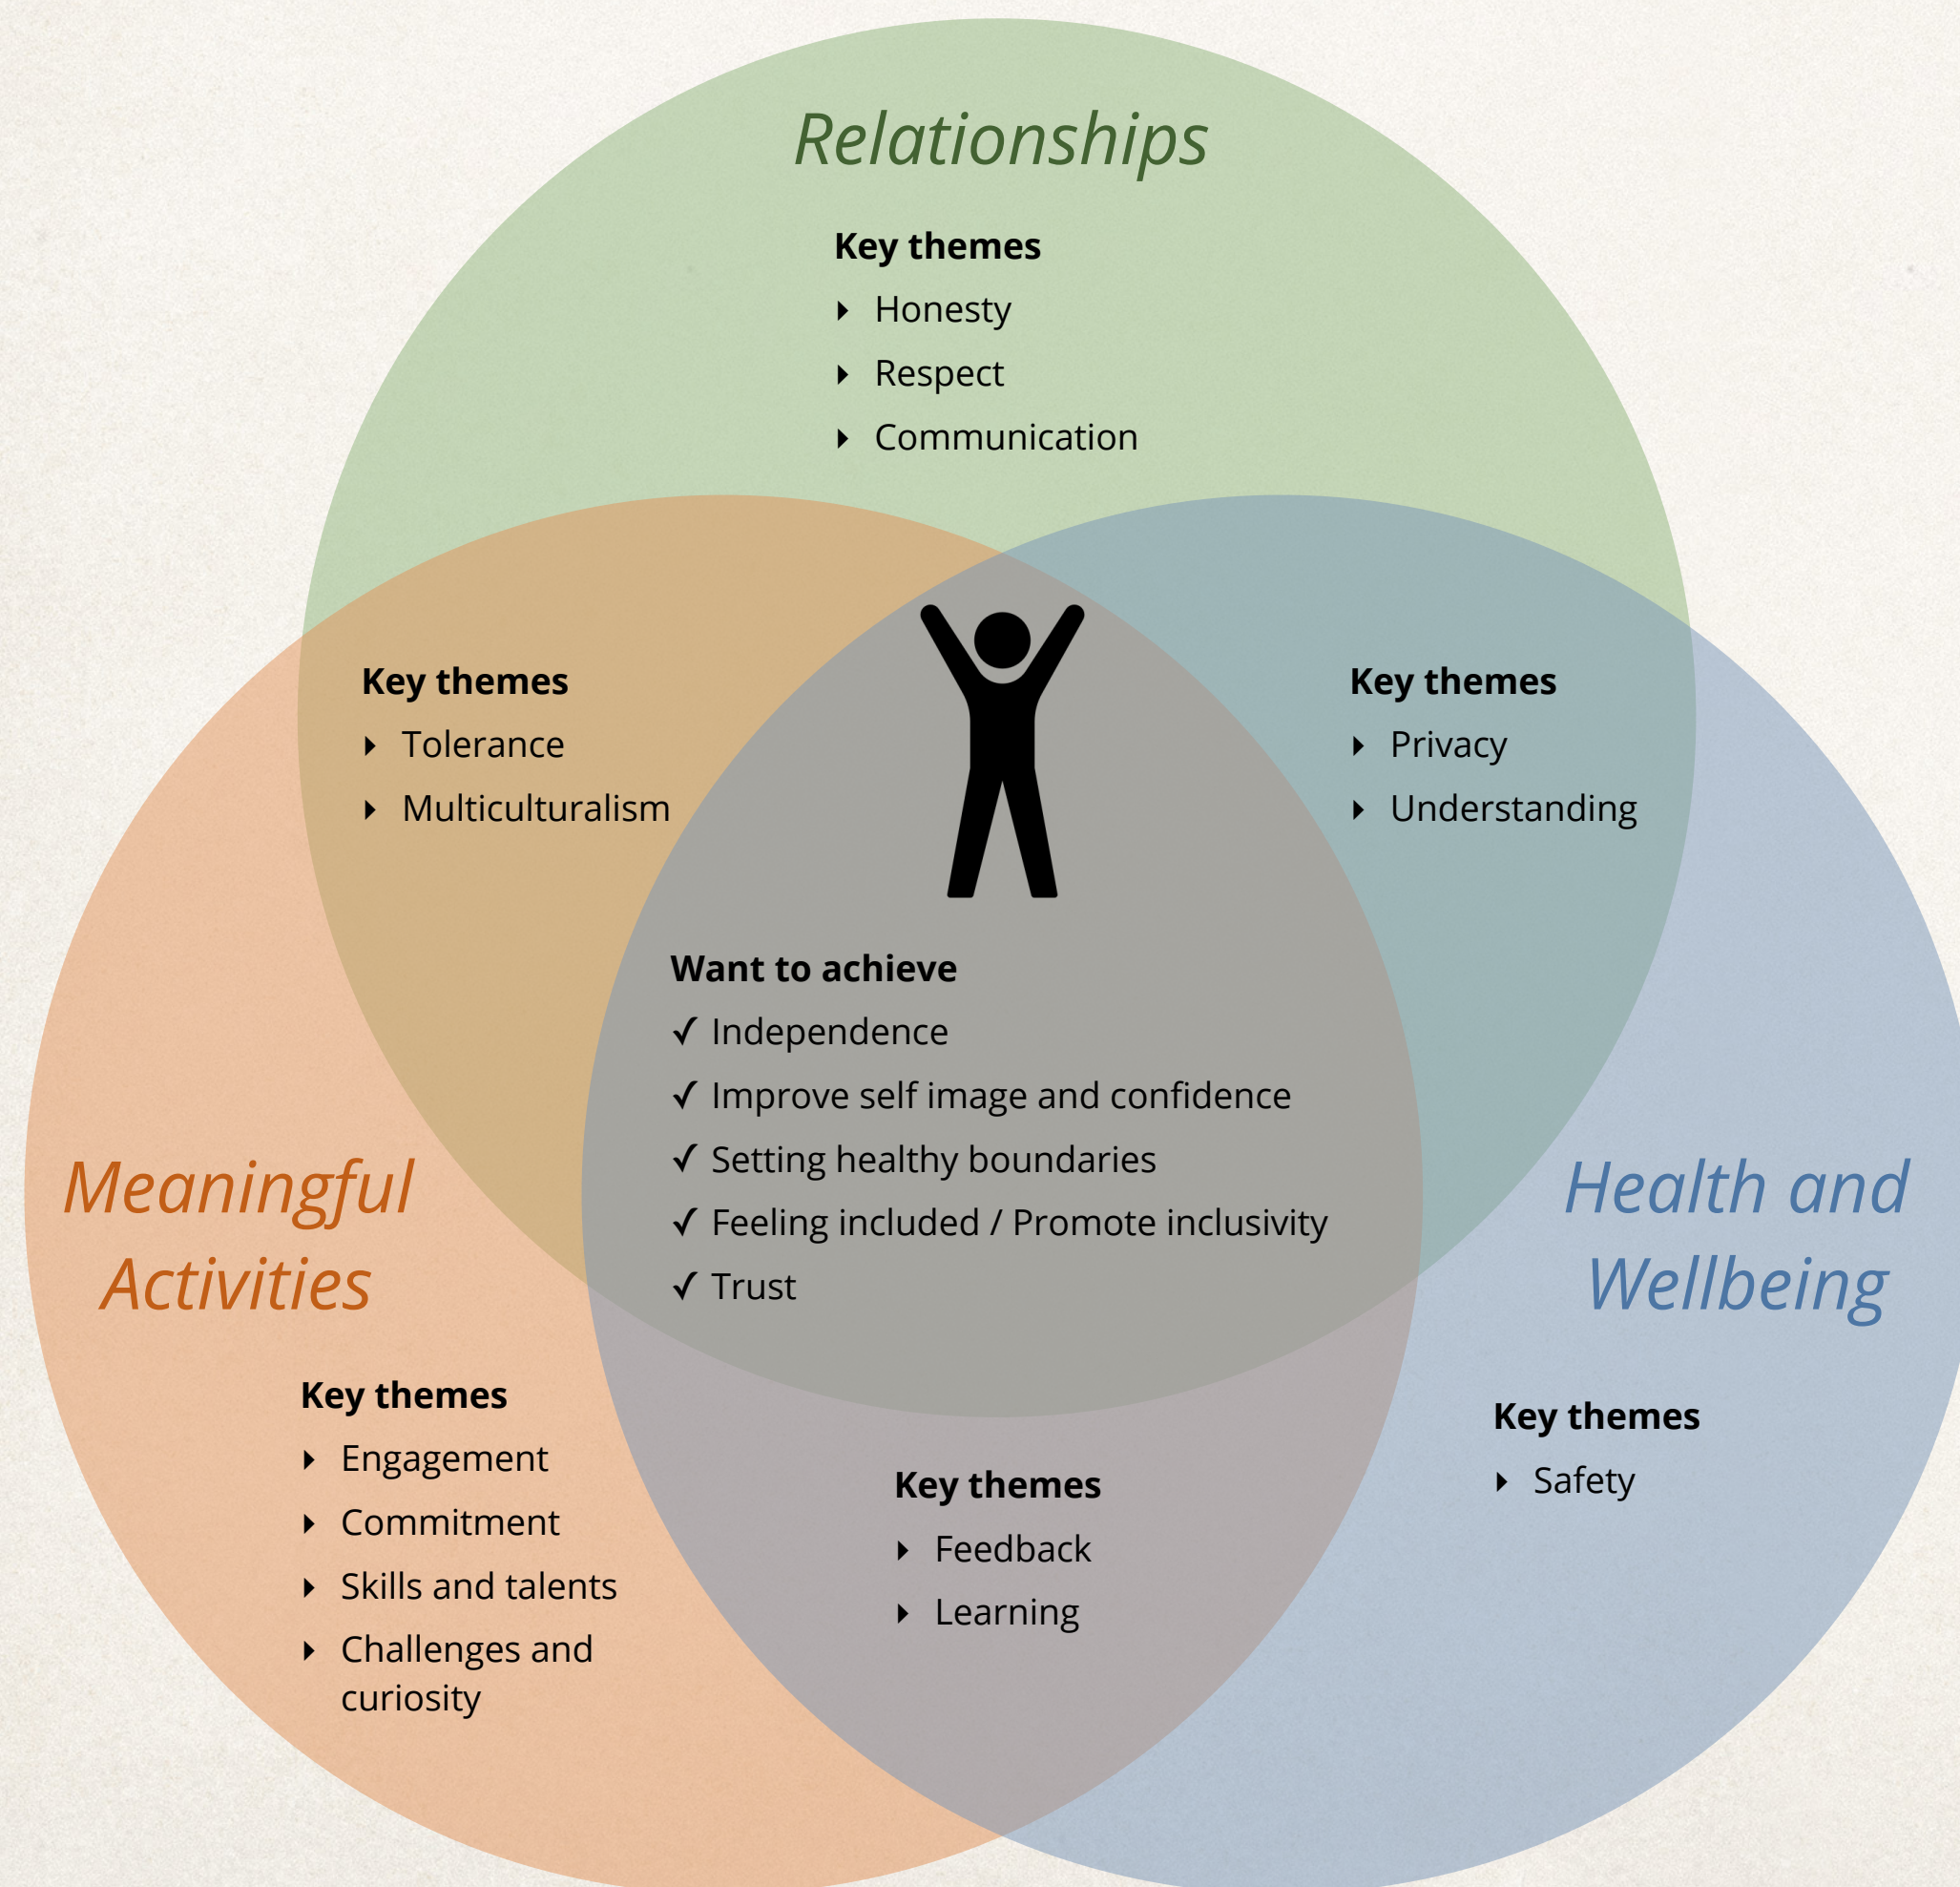 Relationships
Key themes
Honesty
Respect
Communication
Key themes
Tolerance
Multiculturalism
Key themes
Privacy
Understanding
Want to achieve
✓ Independence
✓ Improve self image and confidence
✓ Setting healthy boundaries
✓ Feeling included / Promote inclusivity
✓ Trust
Meaningful
Activities
Key themes
Engagement
Commitment
Skills and talents
Challenges and
curiosity
Key themes
Feedback
Learning
Health and
Wellbeing
Key themes
Safety